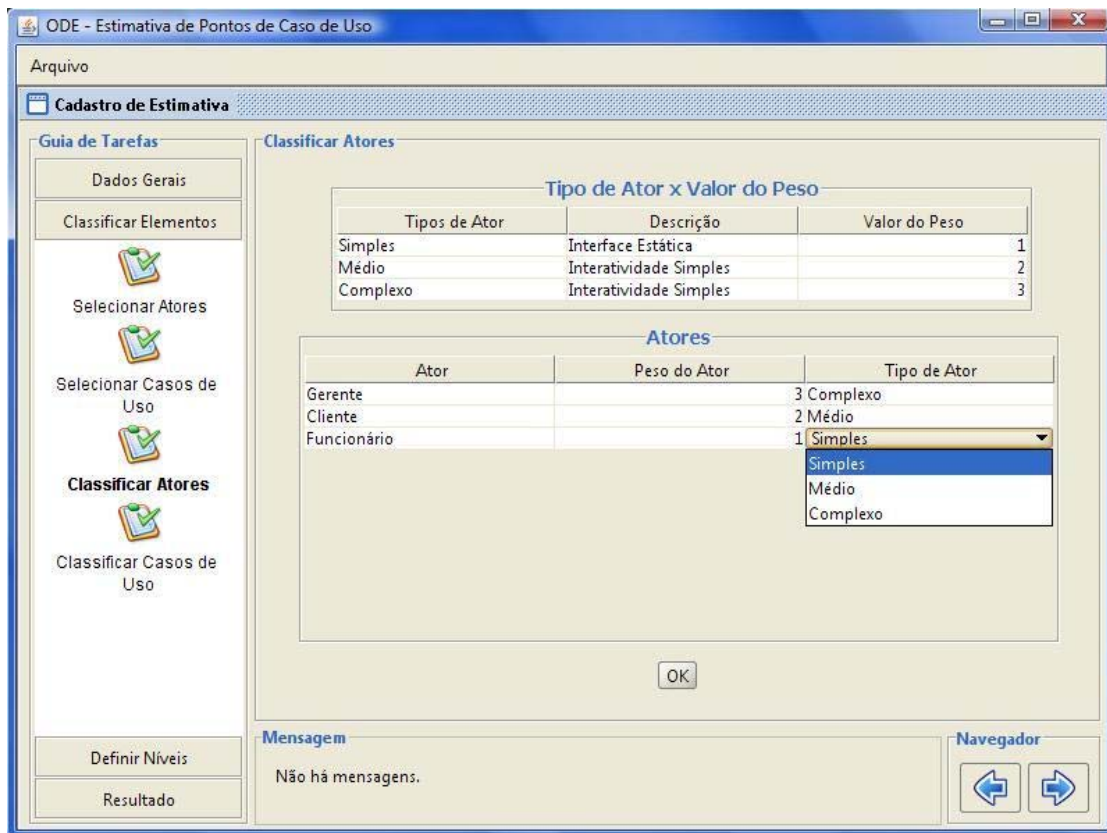 ODE - Estimativa de Pontos de Caso de Uso
Arquivo
Cadastro de Estimativa
Guia de Tarefas
Dados Gerais
Classificar Elementos
Selecionar Atores
Selecionar Casos de
Uso
Classificar Atores
Classificar Casos de
Uso
Definir Níveis
Resultado
Classificar Atores
Tipo de Ator x Valor do Peso
Tipos de Ator Descrição Valor do Peso
Simples Interface Estática 1
Médio Interatividade Simples 2
Complexo Interatividade Simples 3
Atores
Ator Peso do Ator Tipo de Ator
Gerente 3 Complexo
Cliente 2 Médio
Funcionário 1 Simples
Simples
Médio
Complexo
OK
Mensagem
Não há mensagens.
Navegador